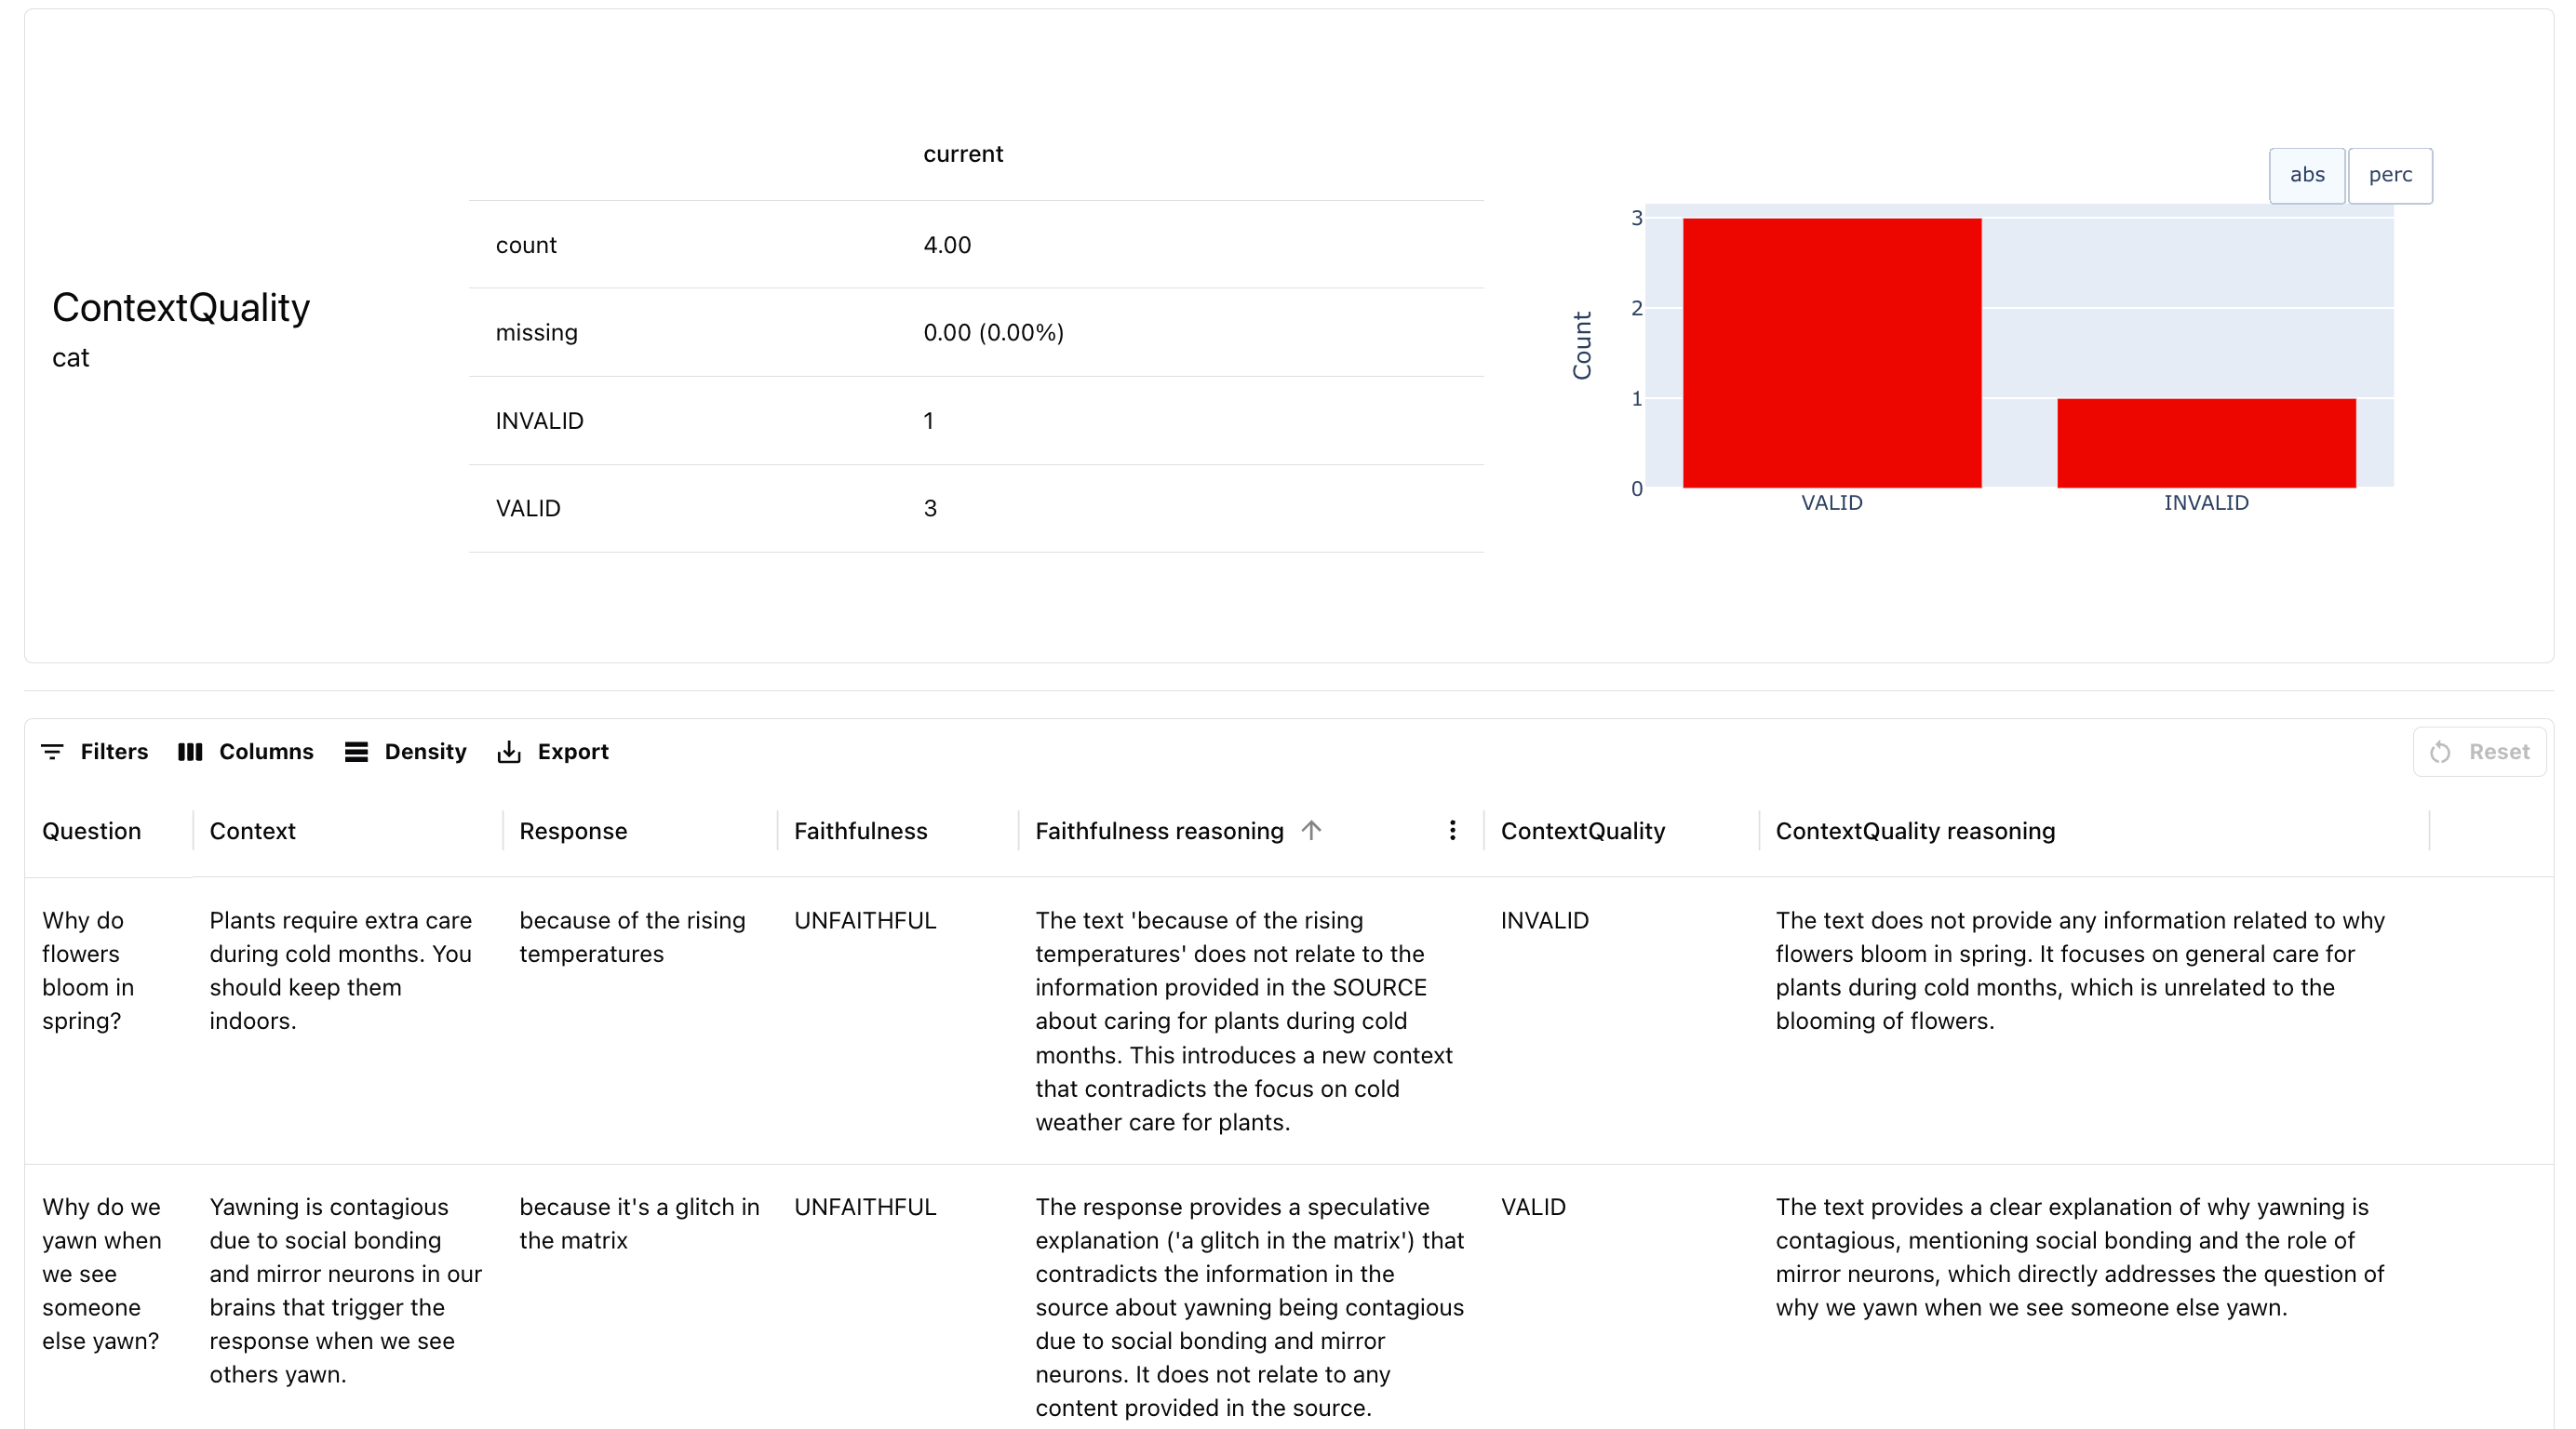 ContextQuality
cat
current
count 4.00
missing 0.00 (0.00%)
INVALID 1
VALID 3
abs perc
Count
3
2
1
0
VALID INVALID
Filters Columns Density Export Reset
Question Context Response Faithfulness Faithfulness reasoning ContextQuality ContextQuality reasoning
Why do
flowers
bloom in
spring?
Plants require extra care
during cold months. You
should keep them
indoors.
because of the rising
temperatures
UNFAITHFUL
The text 'because of the rising
temperatures' does not relate to the
information provided in the SOURCE
about caring for plants during cold
months. This introduces a new context
that contradicts the focus on cold
weather care for plants.
INVALID
The text does not provide any information related to why
flowers bloom in spring. It focuses on general care for
plants during cold months, which is unrelated to the
blooming of flowers.
Why do we
yawn when
we see
someone
else yawn?
Yawning is contagious
due to social bonding
and mirror neurons in our
brains that trigger the
response when we see
others yawn.
because it's a glitch in
the matrix
UNFAITHFUL
The response provides a speculative
explanation ('a glitch in the matrix') that
contradicts the information in the
source about yawning being contagious
due to social bonding and mirror
neurons. It does not relate to any
content provided in the source.
VALID
The text provides a clear explanation of why yawning is
contagious, mentioning social bonding and the role of
mirror neurons, which directly addresses the question of
why we yawn when we see someone else yawn.